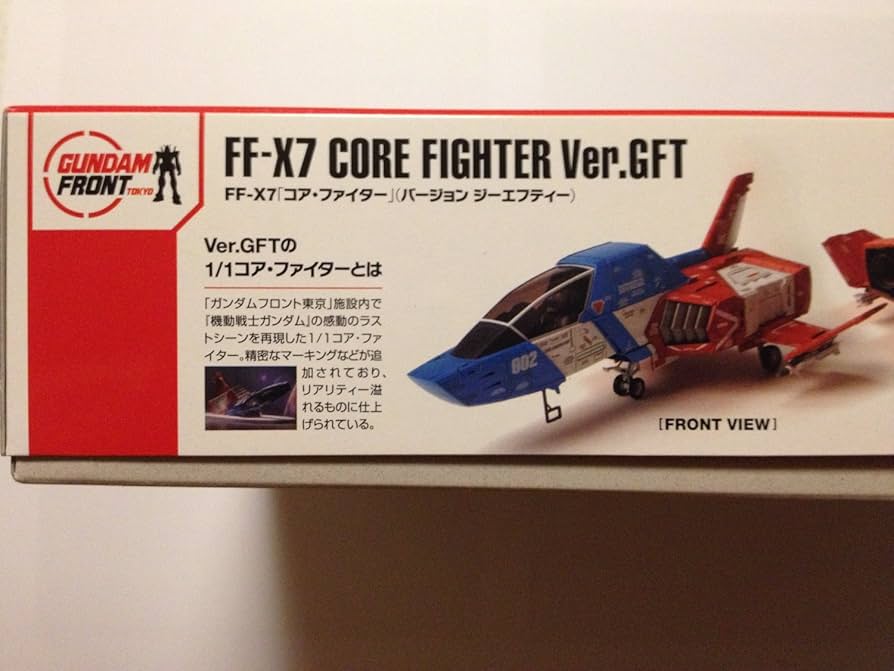 GUNDAM
FRONT TOKYO
FF-X7 CORE FIGHTER Ver.GFT
FF-X7「コア・ファイター」(バージョン ジーエフティー)
Ver.GFTの
1/1コア・ファイターとは
「ガンダムフロント東京」施設内で
『機動戦士ガンダム』の感動のラス
トシーンを再現した1/1コア・ファ
イター。精密なマーキングなどが追
加されており、
リアリティー溢
れるものに仕上
げられている。
002
[FRONT VIEW]